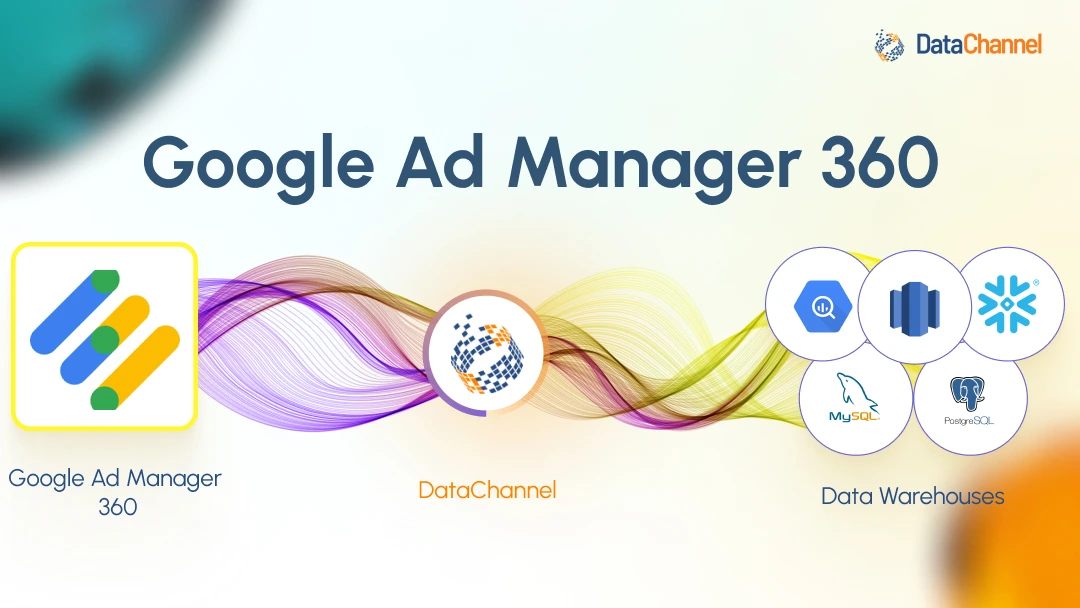 DataChannel
Google Ad Manager 360
®
MySQL
PostgreSQL
Google Ad Manager
360
DataChannel
Data Warehouses